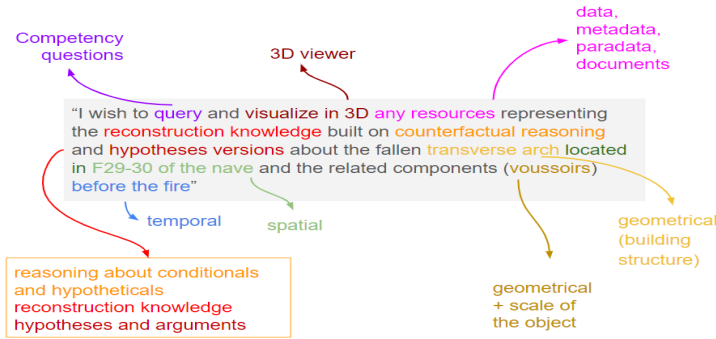 Competency
questions
3D viewer
data,
metadata,
paradata,
documents
“I wish to query and visualize in 3D any resources representing
the reconstruction knowledge built on counterfactual reasoning
and hypotheses versions about the fallen transverse arch located
in F29-30 of the nave and the related components (voussoirs)
before the fire”
temporal
spatial
geometrical
(building
structure)
reasoning about conditionals
and hypotheticals
reconstruction knowledge
hypotheses and arguments
geometrical
+ scale of
the object